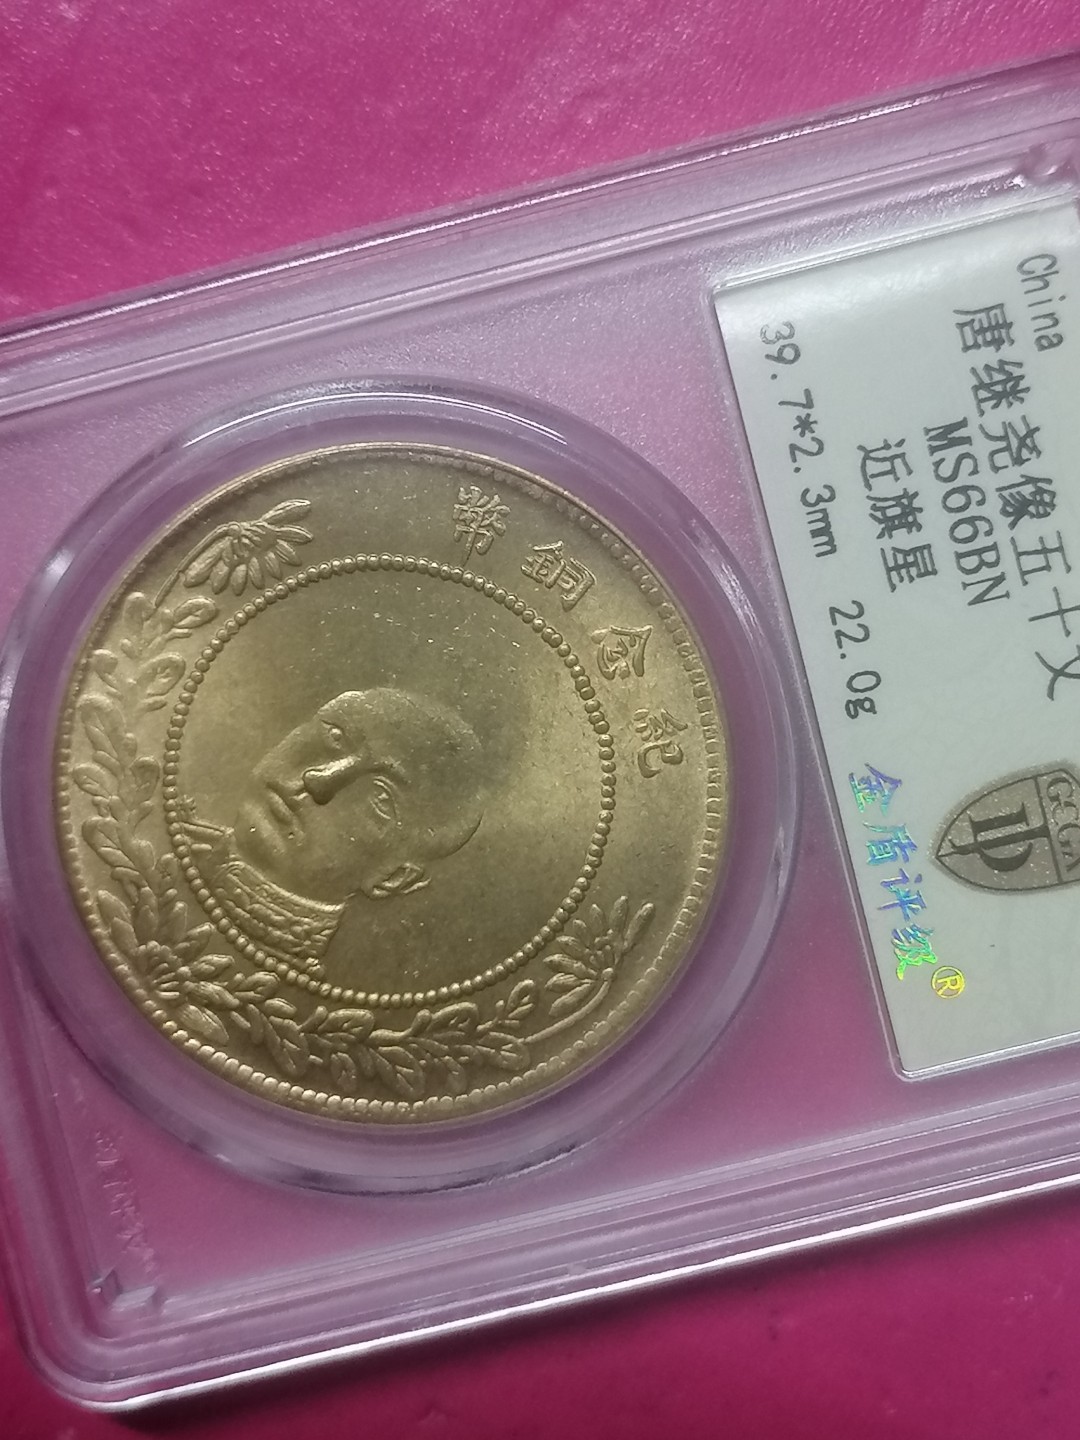 China
唐继尧像五十文
MS66BN
近旗星
39.7*2.3mm 22.0g
金盾评级®
GCGA
紀念銅幣